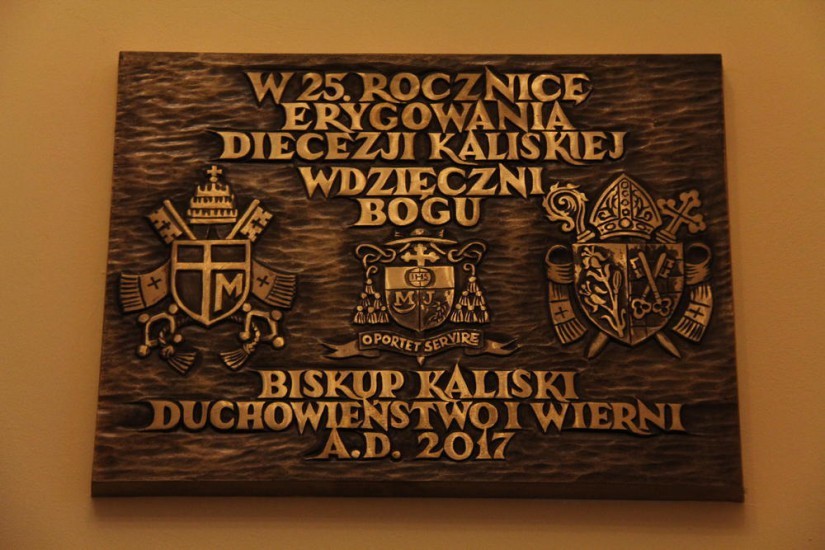 W 25. ROCZNICĘ
ERYGOWANIA
DIECEZJI KALISKIEJ
WDZIĘCZNI
BOGU
M
M J
OPORTET SERVIRE
BISKUP KALISKI
DUCHOWIEŃSTWO I WIERNI
A.D. 2017